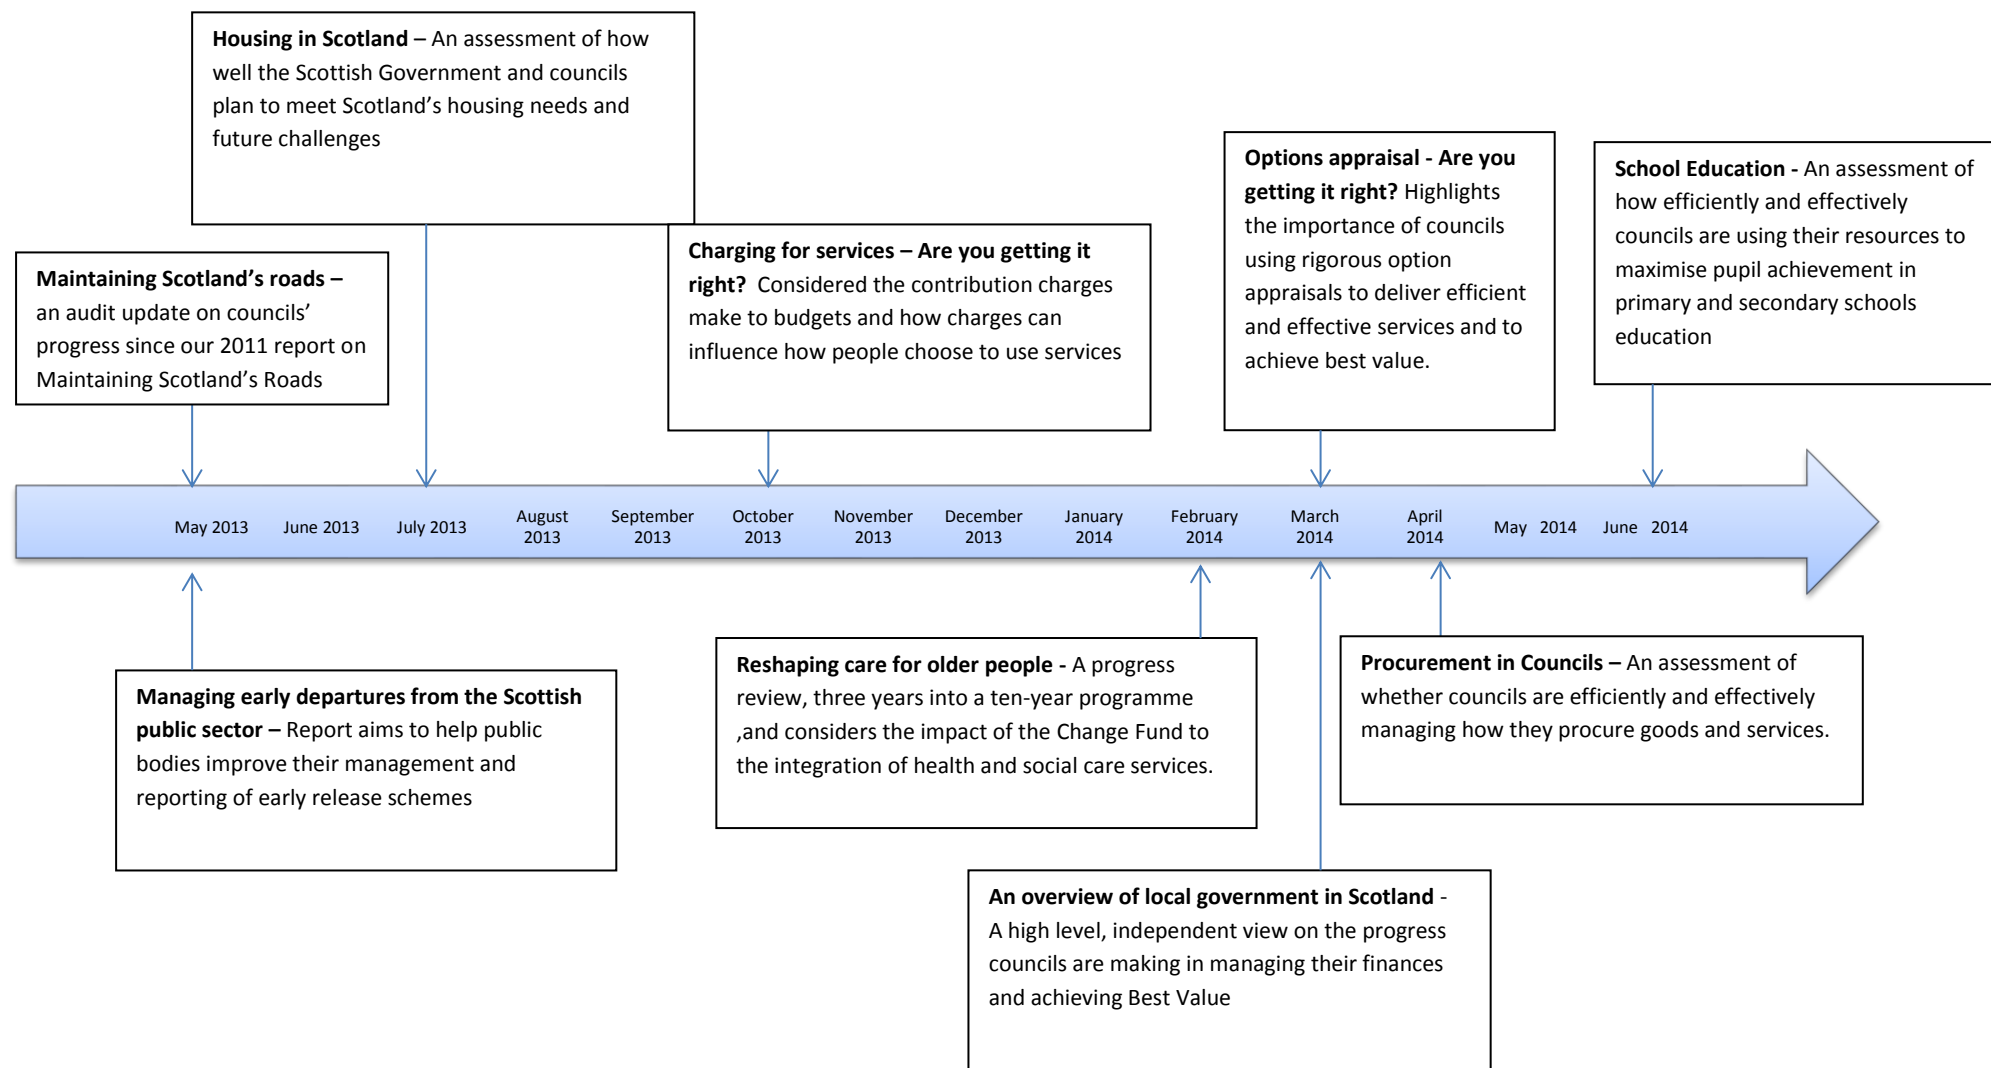 Housing in Scotland – An assessment of how
well the Scottish Government and councils
plan to meet Scotland’s housing needs and
future challenges
Maintaining Scotland’s roads –
an audit update on councils’
progress since our 2011 report on
Maintaining Scotland’s Roads
Charging for services – Are you getting it
right?  Considered the contribution charges
make to budgets and how charges can
influence how people choose to use services
Options appraisal - Are you
getting it right? Highlights
the importance of councils
using rigorous option
appraisals to deliver efficient
and effective services and to
achieve best value.
School Education - An assessment of
how efficiently and effectively
councils are using their resources to
maximise pupil achievement in
primary and secondary schools
education
May 2013
June 2013
July 2013
August
2013
September
2013
October
2013
November
2013
December
2013
January
2014
February
2014
March
2014
April
2014
May 2014
June 2014
Managing early departures from the Scottish
public sector – Report aims to help public
bodies improve their management and
reporting of early release schemes
Reshaping care for older people - A progress
review, three years into a ten-year programme
,and considers the impact of the Change Fund to
the integration of health and social care services.
Procurement in Councils – An assessment of
whether councils are efficiently and effectively
managing how they procure goods and services.
An overview of local government in Scotland -
A high level, independent view on the progress
councils are making in managing their finances
and achieving Best Value